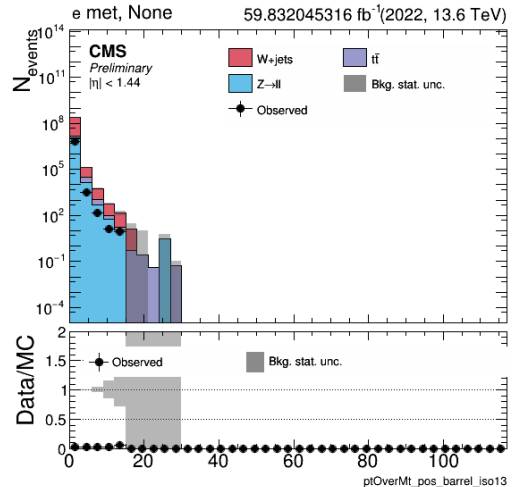 e met, None 59.832045316 fb⁻¹(2022, 13.6 TeV)
N_events
10¹⁴
10¹¹
10⁸
10⁵
10²
10⁻¹
10⁻⁴
CMS
Preliminary
|η| < 1.44
W+jets tt̄
Z→ll Bkg. stat. unc.
Observed
Data/MC
2
1.5
1
0.5
0
Observed Bkg. stat. unc.
0 20 40 60 80 100
ptOverMt_pos_barrel_iso13